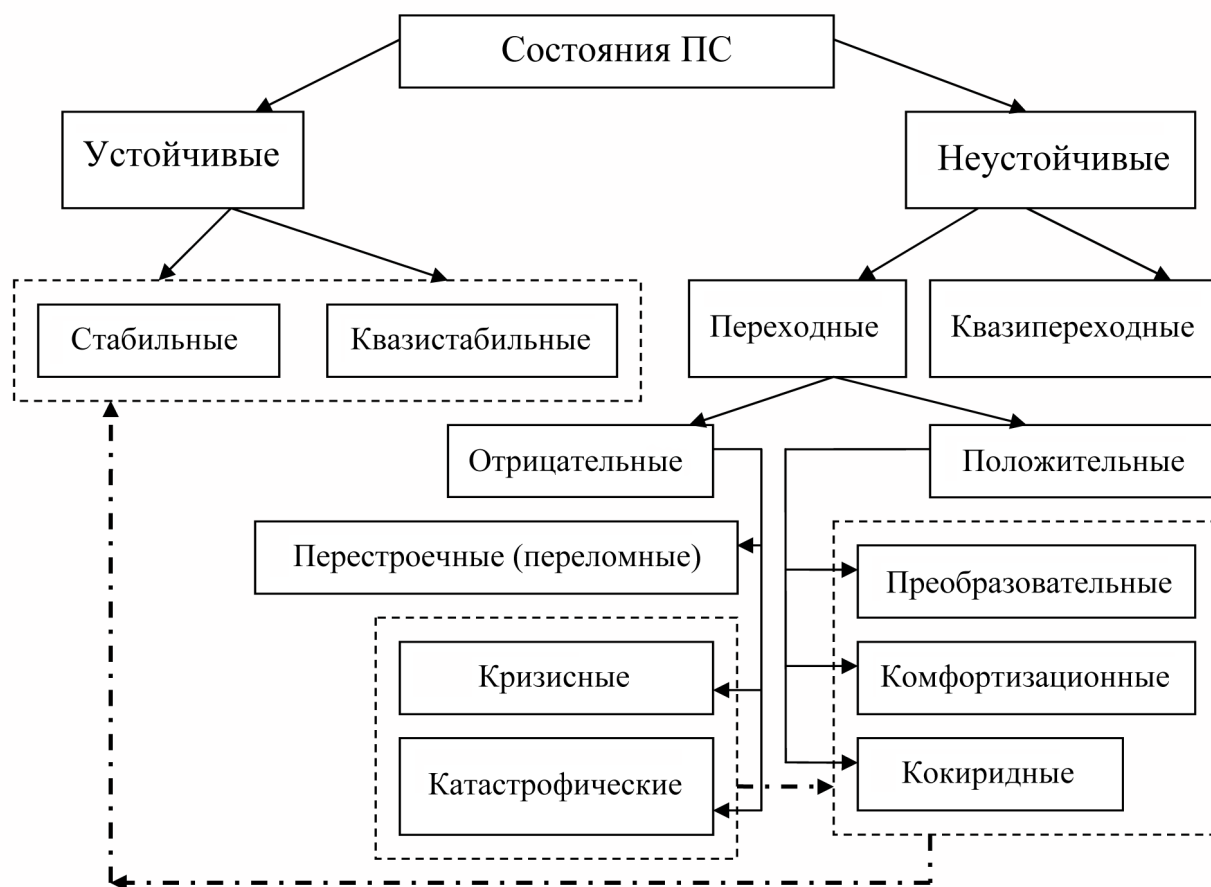 Состояния ПС
Устойчивые
Неустойчивые
Стабильные
Квазистабильные
Переходные
Квазипереходные
Отрицательные
Положительные
Перестроечные (переломные)
Преобразовательные
Кризисные
Комфортизационные
Катастрофические
Кокиридные